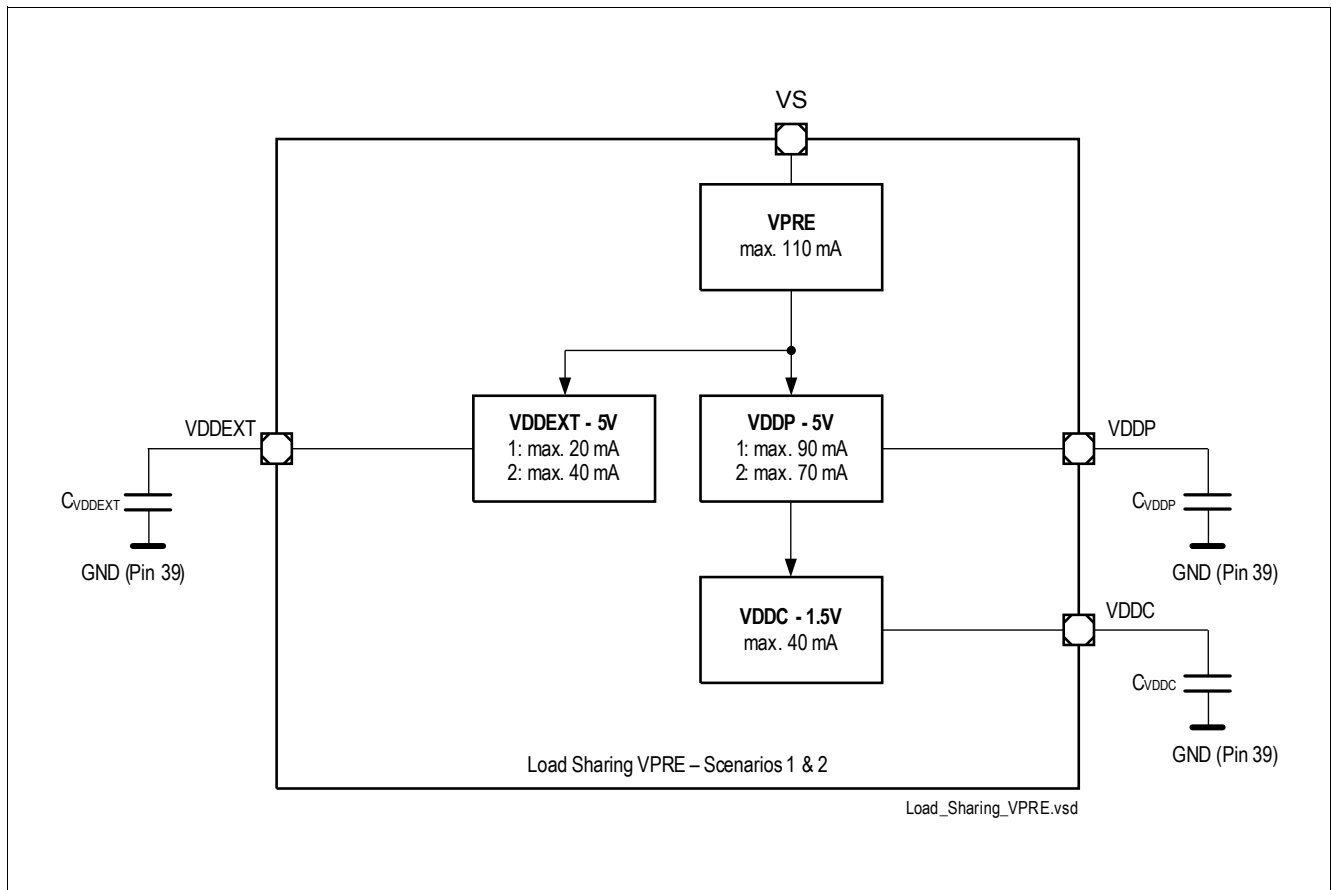 VS
VPRE
max. 110 mA
VDDEXT - 5V
1: max. 20 mA
2: max. 40 mA
VDDP - 5V
1: max. 90 mA
2: max. 70 mA
VDDEXT
VDDP
CVDDEXT
GND (Pin 39)
CVDDP
GND (Pin 39)
VDDC - 1.5V
max. 40 mA
VDDC
CVDDC
GND (Pin 39)
Load Sharing VPRE – Scenarios 1 & 2
Load_Sharing_VPRE.vsd